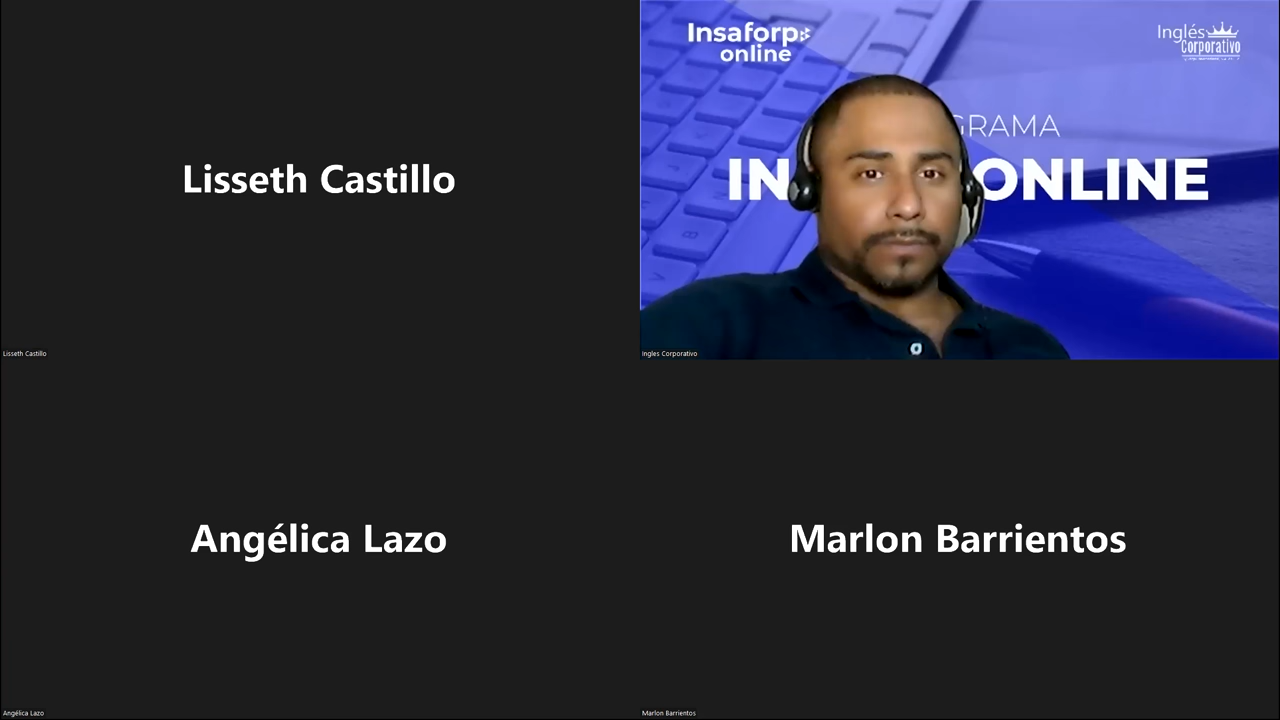 Lisseth Castillo
Lisseth Castillo
Insaforp
online
Inglés
Corporativo
GRAMA
IN ONLINE
Ingles Corporativo
Angélica Lazo
Angélica Lazo
Marlon Barrientos
Marlon Barrientos